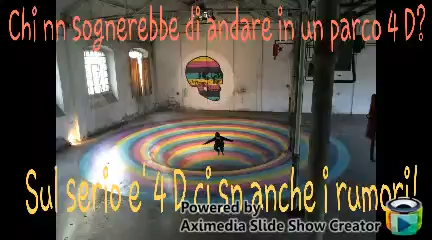 Chi nn sognerebbe di andare in un parco 4 D?
Sul serio e' 4 D ci sn anche i rumori!
Powered by
Aximedia Slide Show Creator